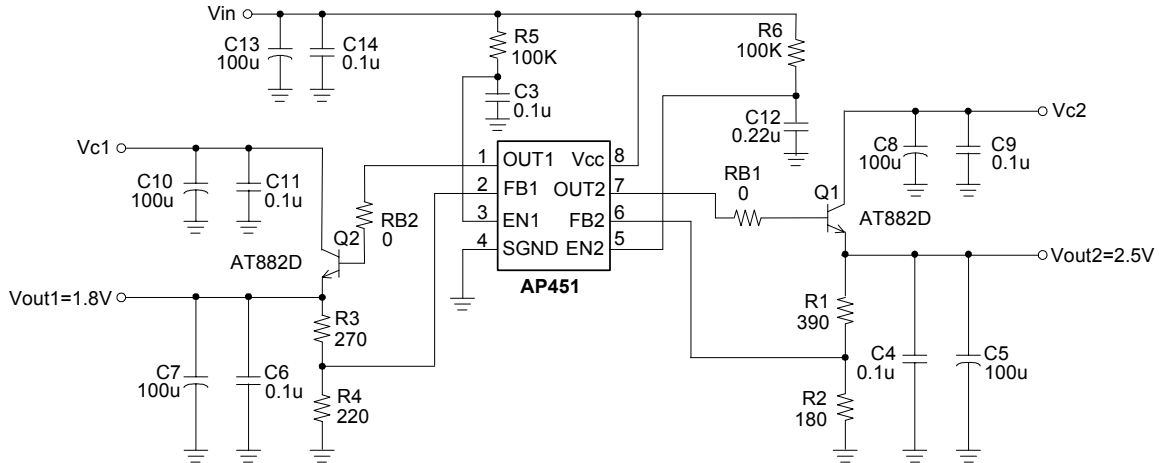 Vin
C13
100u
C14
0.1u
R5
100K
R6
100K
C3
0.1u
C12
0.22u
Vc1
Vc2
C10
100u
C11
0.1u
C8
100u
C9
0.1u
1 OUT1 Vcc 8
2 FB1 OUT2 7
3 EN1 FB2 6
4 SGND EN2 5
AP451
RB2
0
RB1
0
Q2
AT882D
Q1
AT882D
Vout1=1.8V
Vout2=2.5V
R3
270
R1
390
C7
100u
C6
0.1u
R4
220
C4
0.1u
C5
100u
R2
180